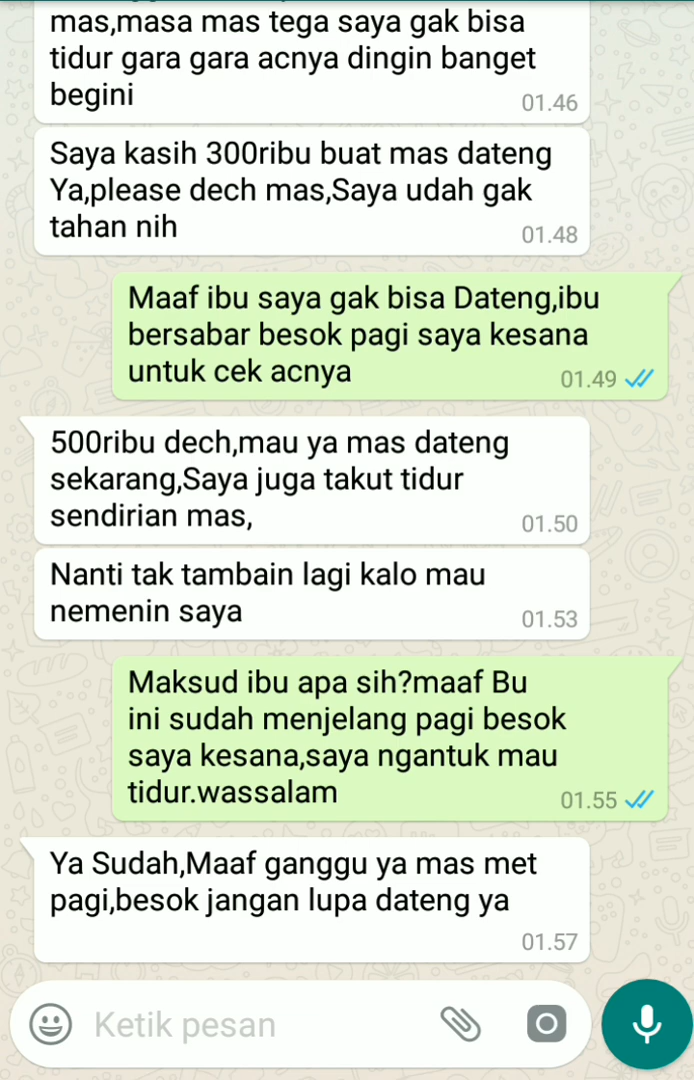 mas,masa mas tega saya gak bisa
tidur gara gara acnya dingin banget
begini
01.46
Saya kasih 300ribu buat mas dateng
Ya,please dech mas,Saya udah gak
tahan nih
01.48
Maaf ibu saya gak bisa Dateng,ibu
bersabar besok pagi saya kesana
untuk cek acnya
01.49
500ribu dech,mau ya mas dateng
sekarang,Saya juga takut tidur
sendirian mas,
01.50
Nanti tak tambain lagi kalo mau
nemenin saya
01.53
Maksud ibu apa sih?maaf Bu
ini sudah menjelang pagi besok
saya kesana,saya ngantuk mau
tidur.wassalam
01.55
Ya Sudah,Maaf ganggu ya mas met
pagi,besok jangan lupa dateng ya
01.57
Ketik pesan